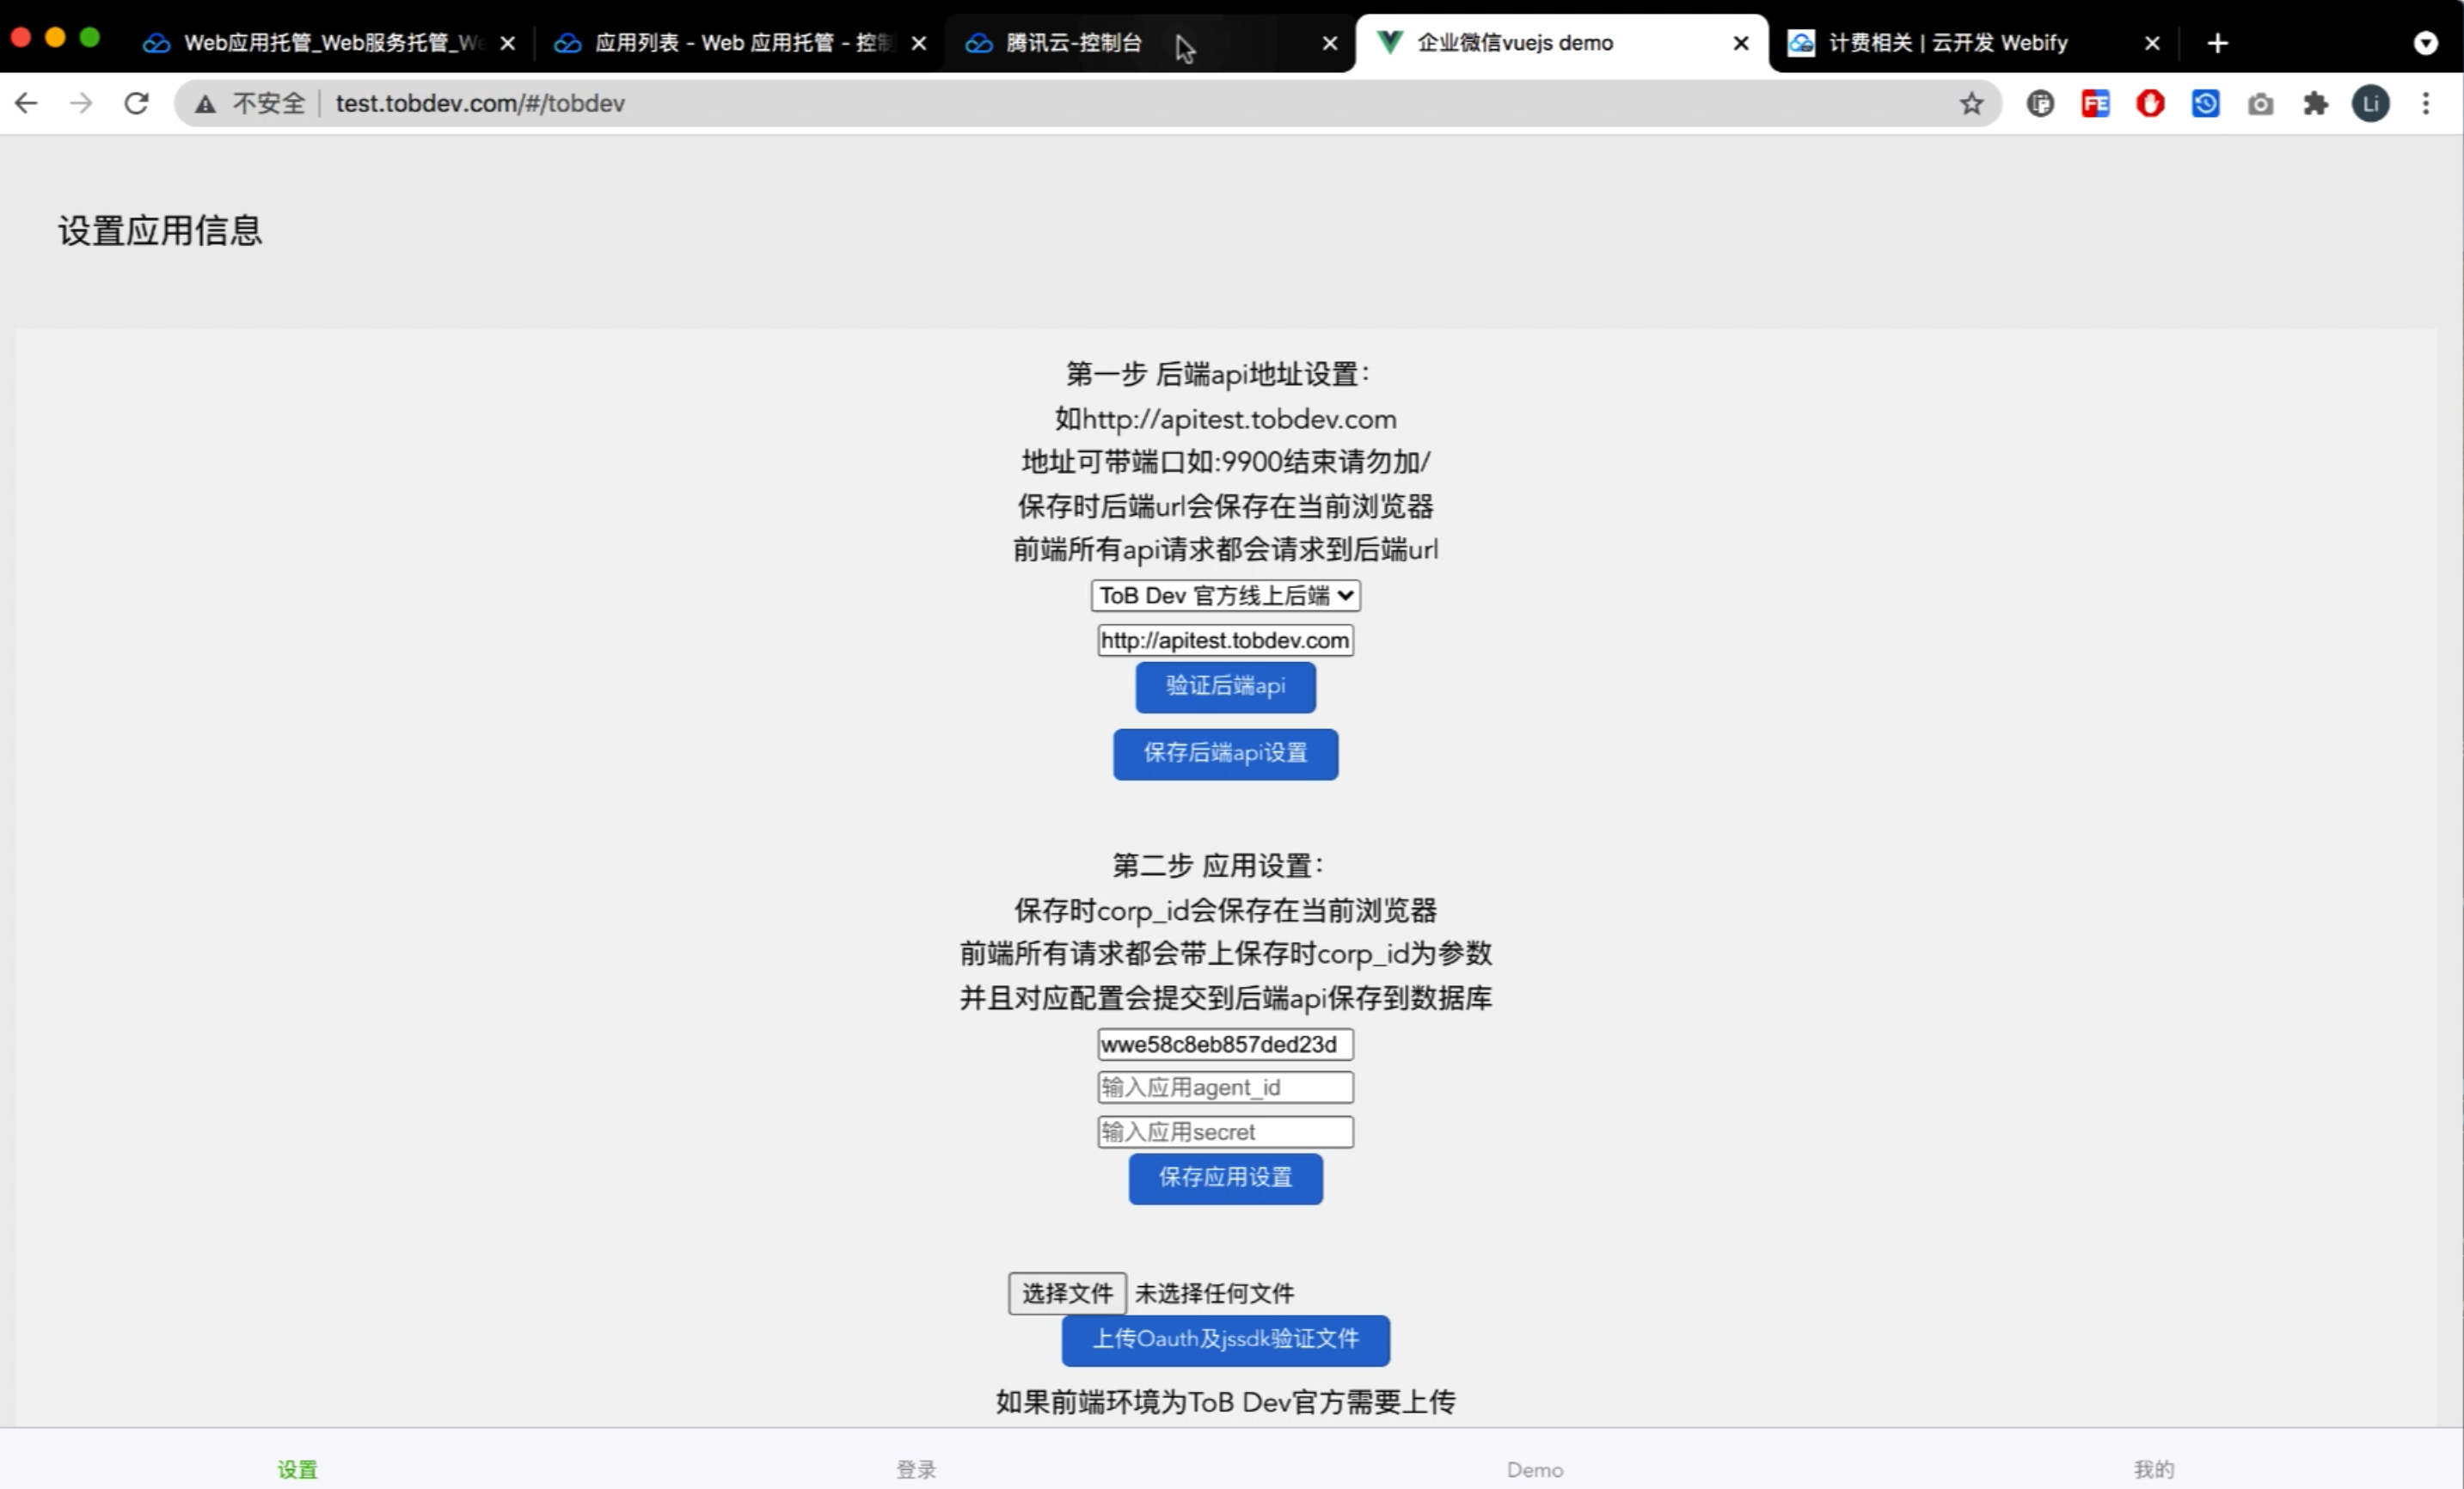 Web应用托管_Web服务托管_We
应用列表 - Web 应用托管 - 控制
腾讯云-控制台
企业微信vuejs demo
计费相关 | 云开发 Webify
不安全
test.tobdev.com/#/tobdev
FE
Li
设置应用信息
第一步 后端api地址设置：
如http://apitest.tobdev.com
地址可带端口如:9900结束请勿加/
保存时后端url会保存在当前浏览器
前端所有api请求都会请求到后端url
ToB Dev 官方线上后端
http://apitest.tobdev.com
验证后端api
保存后端api设置
第二步 应用设置：
保存时corp_id会保存在当前浏览器
前端所有请求都会带上保存时corp_id为参数
并且对应配置会提交到后端api保存到数据库
wwe58c8eb857ded23d
输入应用agent_id
输入应用secret
保存应用设置
选择文件 未选择任何文件
上传Oauth及jssdk验证文件
如果前端环境为ToB Dev官方需要上传
设置
登录
Demo
我的